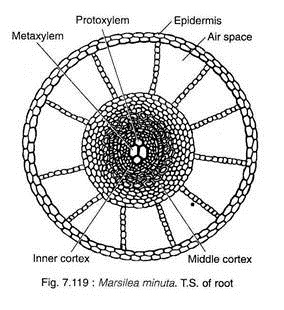 Protoxylem
Epidermis
Metaxylem
Air space
Inner cortex
Middle cortex
Fig. 7.119 : Marsilea minuta. T.S. of root